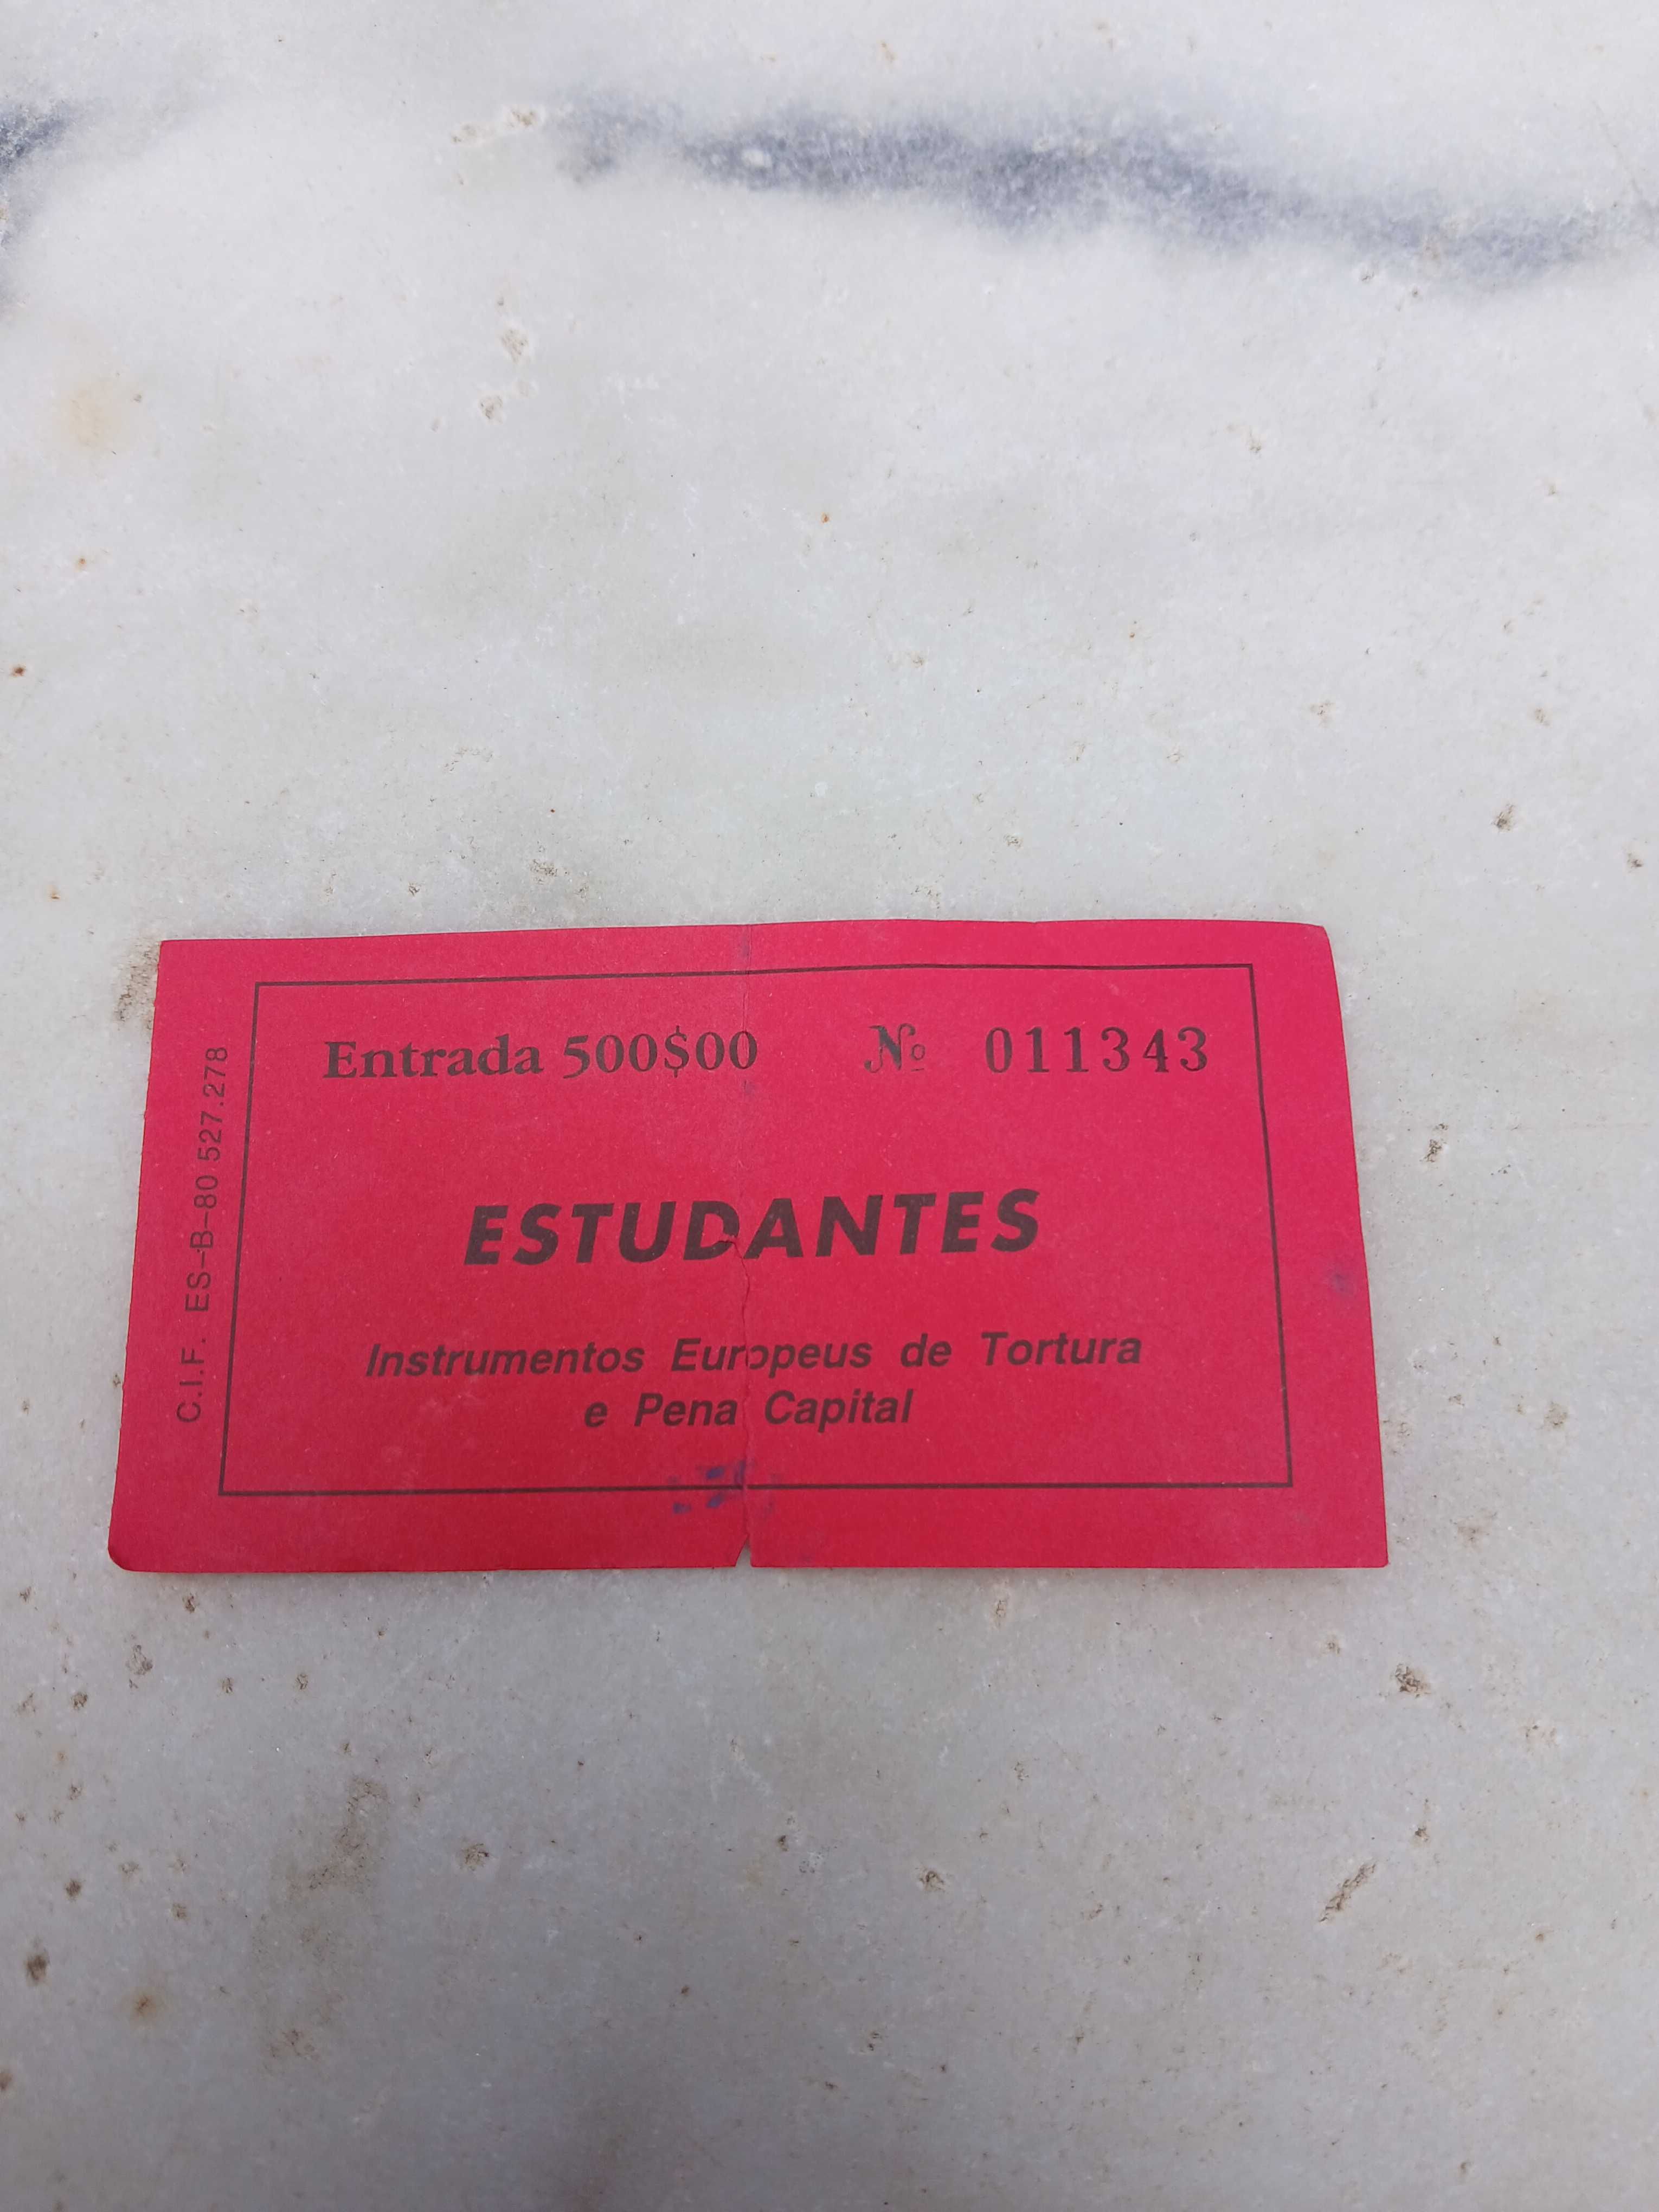 Entrada 500$00 № 011343
ESTUDANTES
Instrumentos Europeus de Tortura
e Pena Capital
C.I.F. ES-B-80 527.278